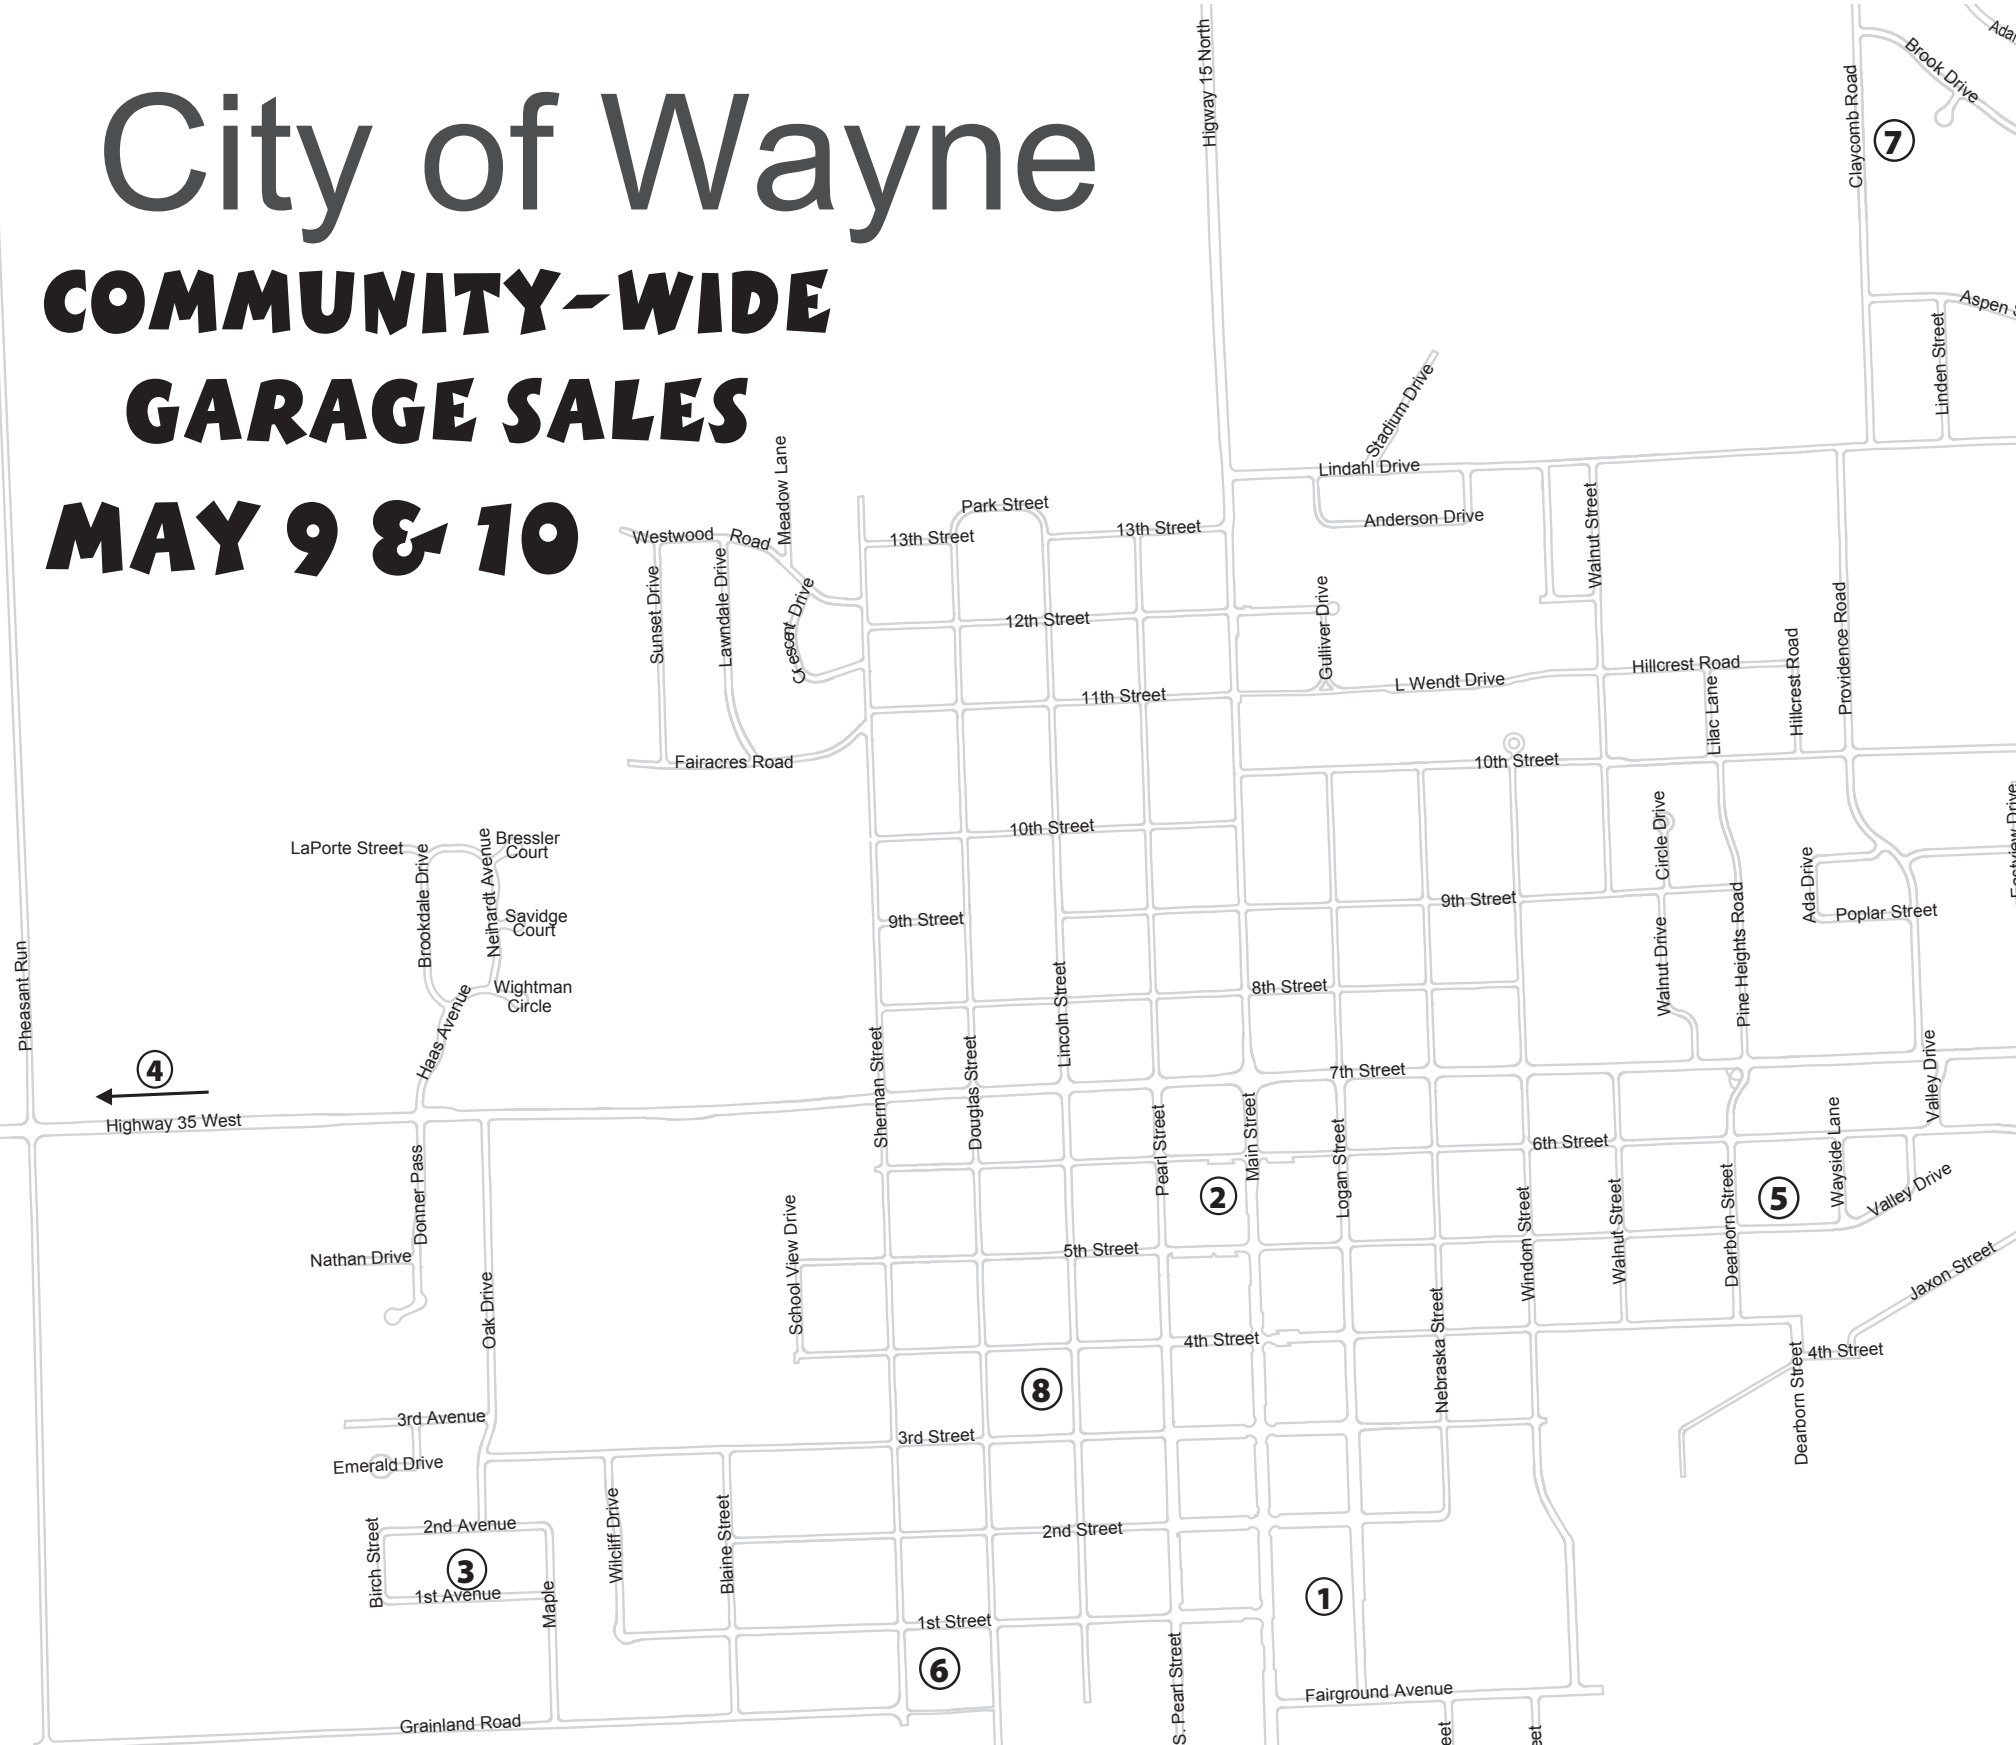 City of Wayne
COMMUNITY-WIDE
GARAGE SALES
MAY 9 & 10
Higway 15 North
Claycomb Road
Brook Drive
7
Aspen
Linden Street
Stadium Drive
Lindahl Drive
Anderson Drive
Walnut Street
Meadow Lane
Westwood Road
Park Street
13th Street
13th Street
Sunset Drive
Lawndale Drive
Crescent Drive
12th Street
Gulliver Drive
Providence Road
Hillcrest Road
Hillcrest Road
L Wendt Drive
11th Street
Lilac Lane
Fairacres Road
10th Street
10th Street
LaPorte Street
Brookdale Drive
Neihardt Avenue
Bressler
Court
Savidge
Court
Wightman
Circle
Haas Avenue
Circle Drive
Ada Drive
Poplar Street
Eastview Drive
9th Street
9th Street
Walnut Drive
Pine Heights Road
8th Street
Lincoln Street
Pheasant Run
4
Highway 35 West
Sherman Street
Douglas Street
7th Street
Valley Drive
Pearl Street
Main Street
Logan Street
6th Street
Wayside Lane
Donner Pass
Nathan Drive
Oak Drive
School View Drive
2
5
Valley Drive
Windom Street
Walnut Street
Dearborn Street
5th Street
Jaxon Street
Nebraska Street
4th Street
4th Street
Dearborn Street
8
3rd Avenue
3rd Street
Emerald Drive
2nd Avenue
Birch Street
3
1st Avenue
Maple
Wilcliff Drive
Blaine Street
2nd Street
1
1st Street
6
S. Pearl Street
Fairground Avenue
Grainland Road
eet
eet